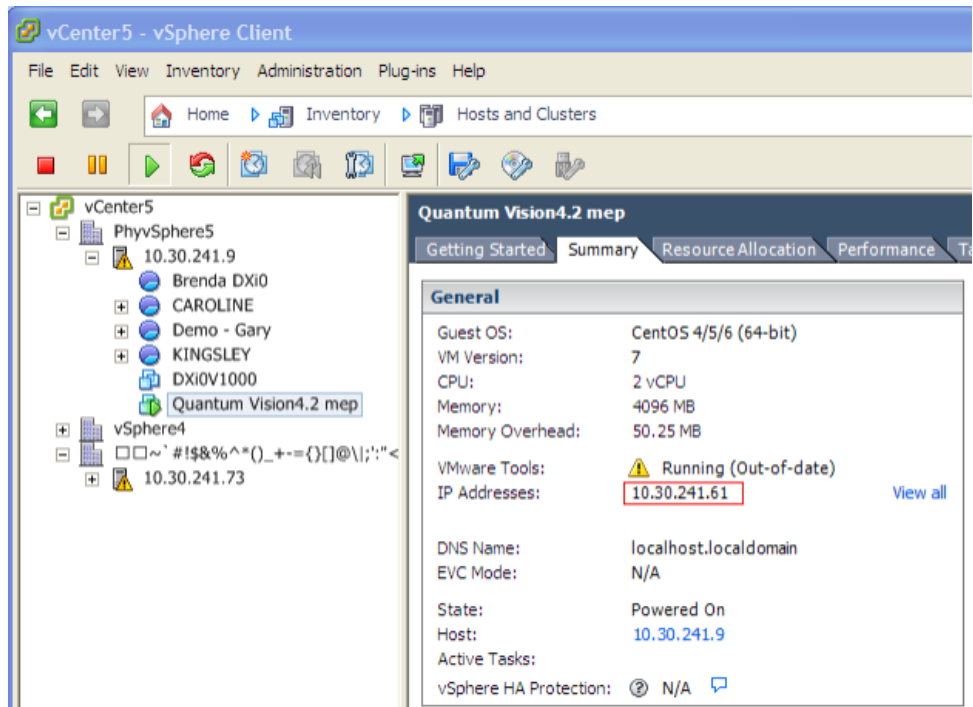 vCenter5 - vSphere Client
File Edit View Inventory Administration Plug-ins Help
Home Inventory Hosts and Clusters
vCenter5
PhyvSphere5
10.30.241.9
Brenda DXi0
CAROLINE
Demo - Gary
KINGSLEY
DXi0V1000
Quantum Vision4.2 mep
vSphere4
□□~`#!$&%^*()_+-={}[]@\|;':"<
10.30.241.73
Quantum Vision4.2 mep
Getting Started Summary Resource Allocation Performance Ta
General
Guest OS: CentOS 4/5/6 (64-bit)
VM Version: 7
CPU: 2 vCPU
Memory: 4096 MB
Memory Overhead: 50.25 MB
VMware Tools: Running (Out-of-date)
IP Addresses: 10.30.241.61 View all
DNS Name: localhost.localdomain
EVC Mode: N/A
State: Powered On
Host: 10.30.241.9
Active Tasks:
vSphere HA Protection: N/A